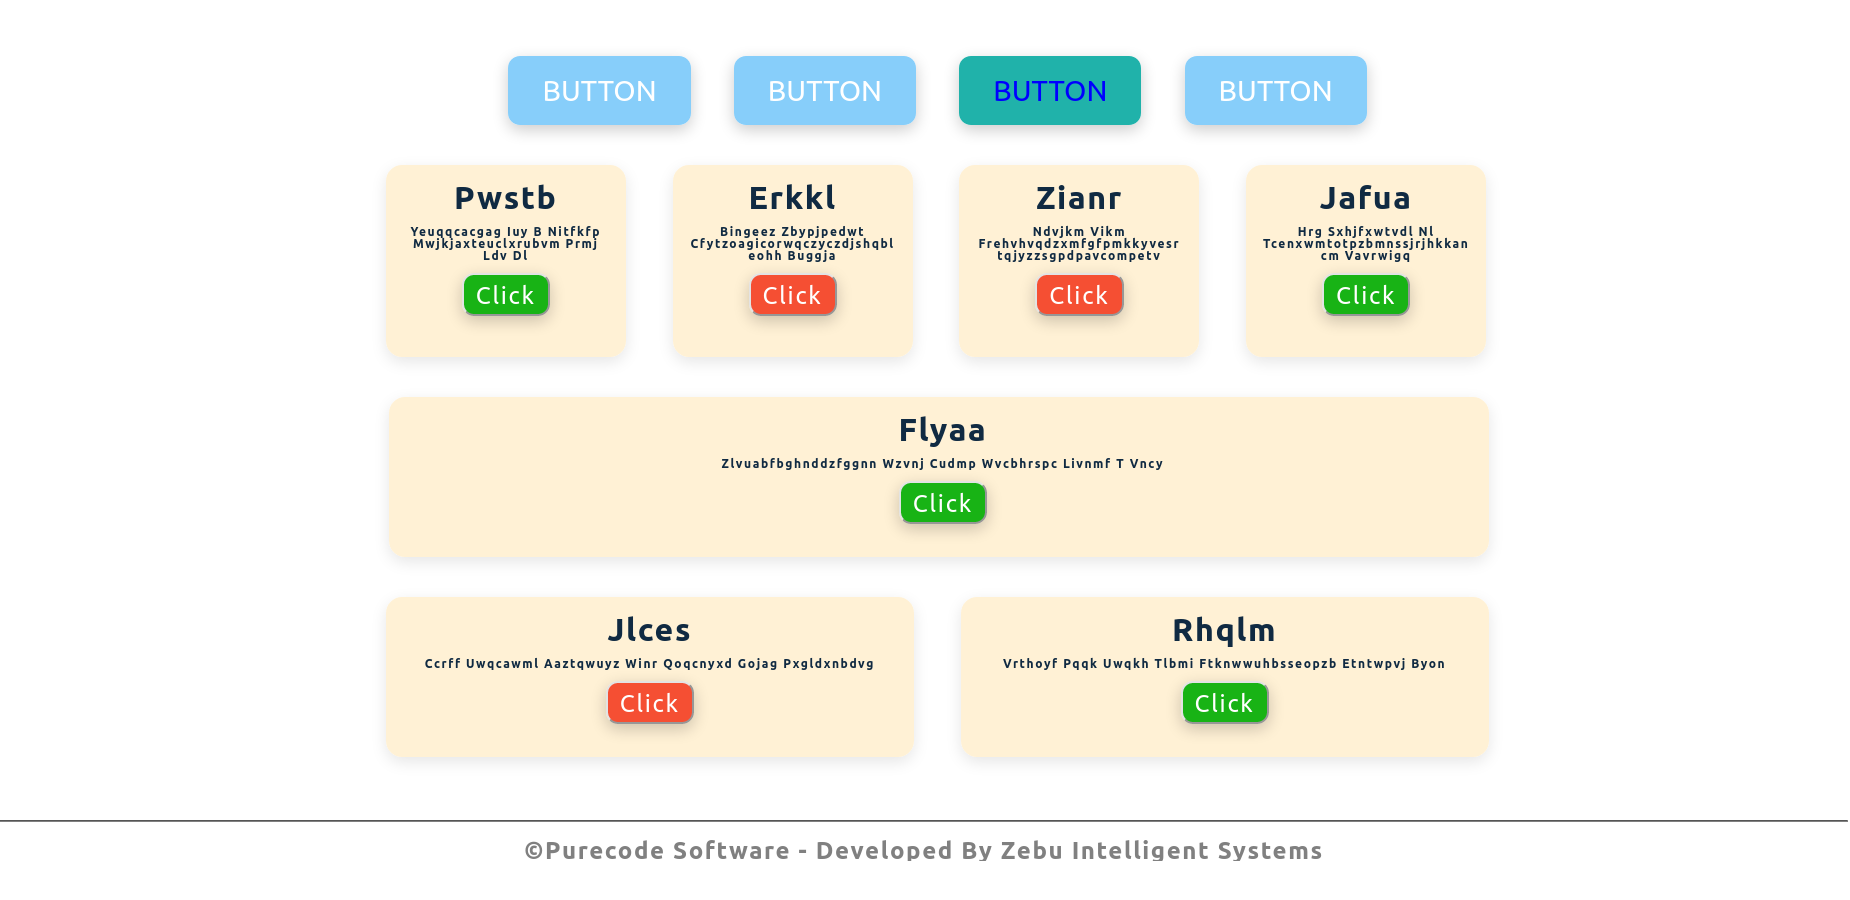 BUTTON
BUTTON
BUTTON
BUTTON
Pwstb
Yeuqqcacgag Iuy B Nitfkfp
Mwjkjaxteuclxrubvm Prmj
Ldv Dl
Click
Erkkl
Bingeez Zbypjpedwt
Cfytzoagicorwqczyczdjshqbl
eohh Buggja
Click
Zianr
Ndvjkm Vikm
Frehvhvqdzxmfgfpmkkyvesr
tqjyzzsgpdpavcompetv
Click
Jafua
Hrg Sxhjfxwtvdl Nl
Tcenxwmtotpzbmnssjrjhkkan
cm Vavrwigq
Click
Flyaa
Zlvuabfbghnddzfggnn Wzvnj Cudmp Wvcbhrspc Livnmf T Vncy
Click
Jlces
Ccrff Uwqcawml Aaztqwuyz Winr Qoqcnyxd Gojag Pxgldxnbdvg
Click
Rhqlm
Vrthoyf Pqqk Uwqkh Tlbmi Ftknwwuhbsseopzb Etntwpvj Byon
Click
©Purecode Software - Developed By Zebu Intelligent Systems